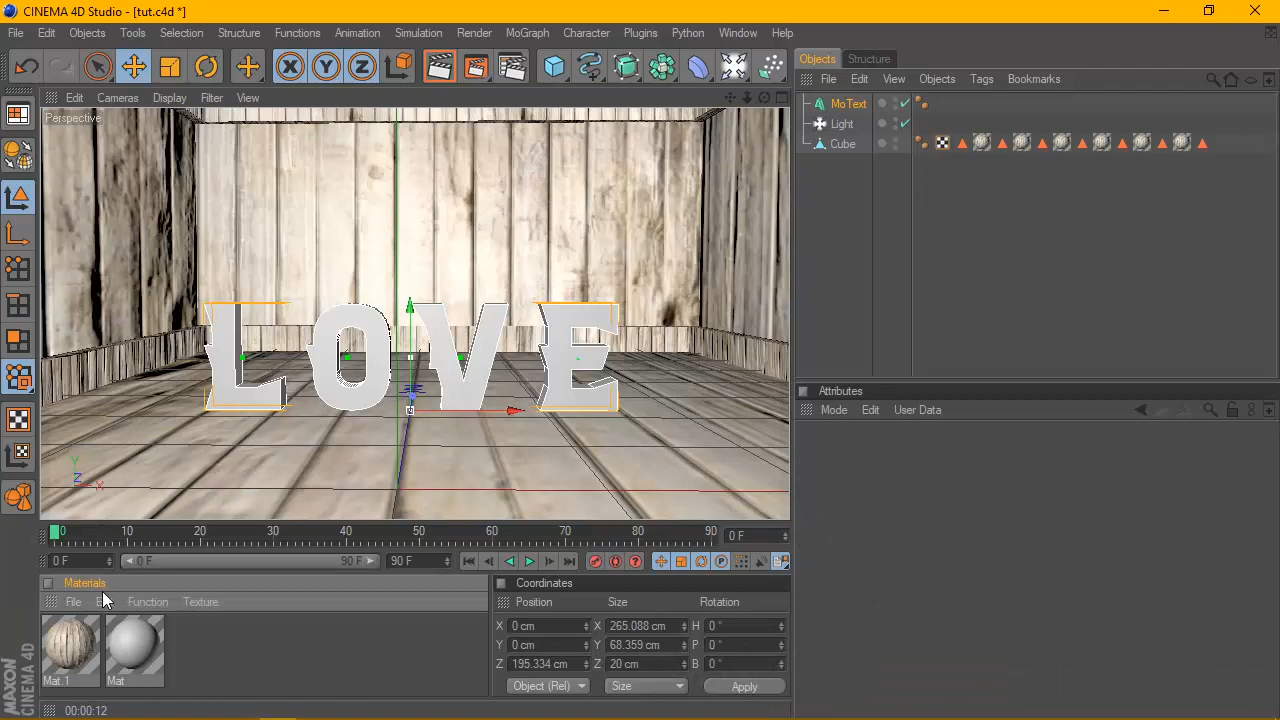 CINEMA 4D Studio - [tut.c4d *]
File Edit Objects Tools Selection Structure Functions Animation Simulation Render MoGraph Character Plugins Python Window Help
X Y Z
Objects Structure
File Edit View Objects Tags Bookmarks
Edit Cameras Display Filter View
Perspective
MoText
Light
Cube
LOVE
Attributes
Mode Edit User Data
Y
Z
X
0 10 20 30 40 50 60 70 80 90 0 F
0 F 0 F 90 F 90 F
Materials
File Function Texture
Mat.1 Mat
Coordinates
Position Size Rotation
X 0 cm X 265.088 cm H 0 °
Y 0 cm Y 68.359 cm P 0 °
Z 195.334 cm Z 20 cm B 0 °
Object (Rel) Size Apply
MAXON
CINEMA 4D
00:00:12